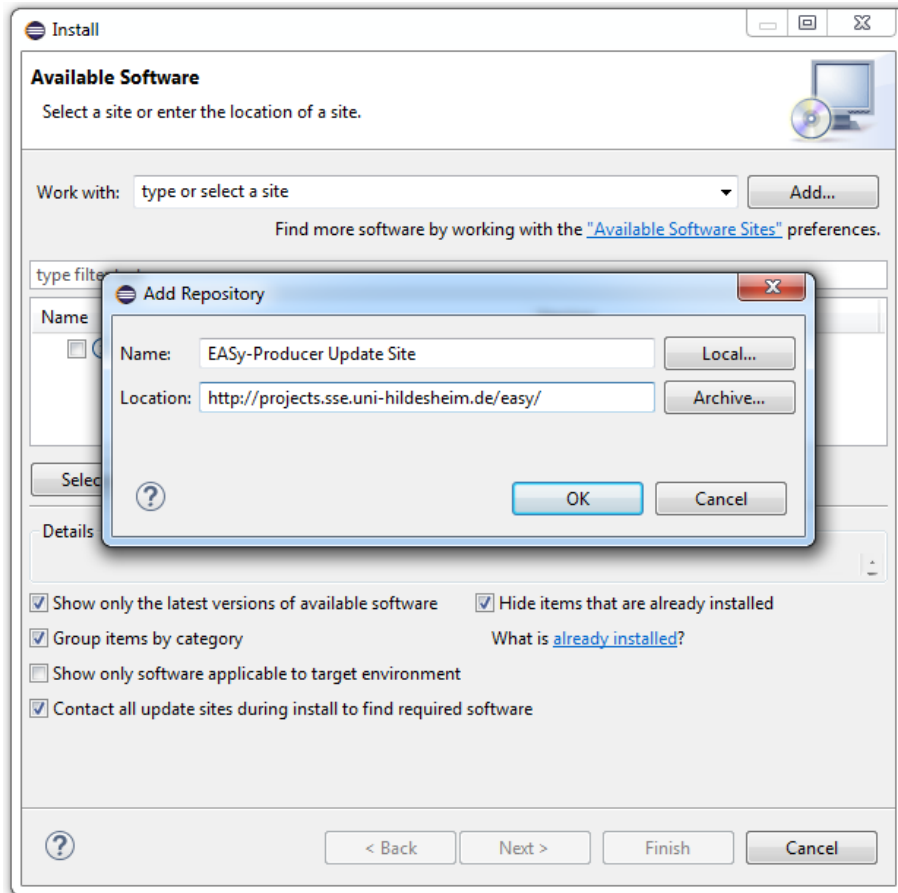 Install
Available Software
Select a site or enter the location of a site.
Work with: type or select a site Add...
Find more software by working with the "Available Software Sites" preferences.
type filter
Name
Add Repository
Name: EASy-Producer Update Site Local...
Location: http://projects.sse.uni-hildesheim.de/easy/ Archive...
OK Cancel
Selec
Details
Show only the latest versions of available software Hide items that are already installed
Group items by category What is already installed?
Show only software applicable to target environment
Contact all update sites during install to find required software
< Back Next > Finish Cancel